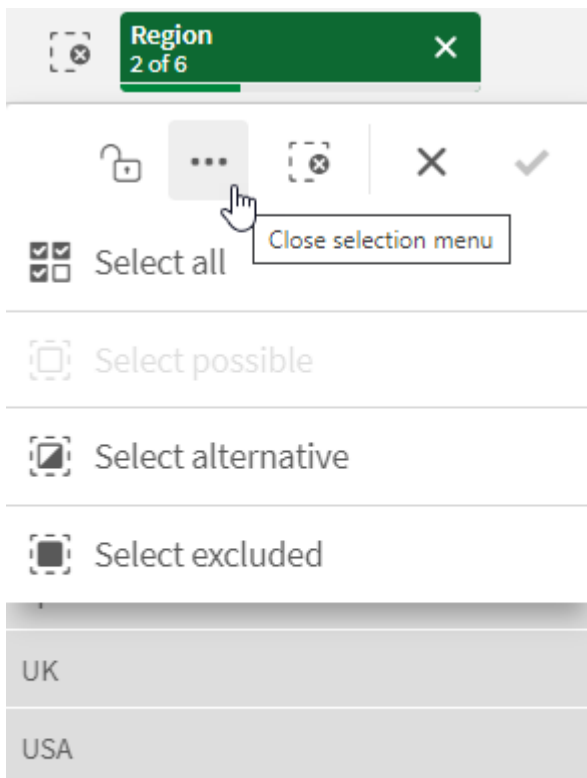 Region
2 of 6
Close selection menu
Select all
Select possible
Select alternative
Select excluded
UK
USA